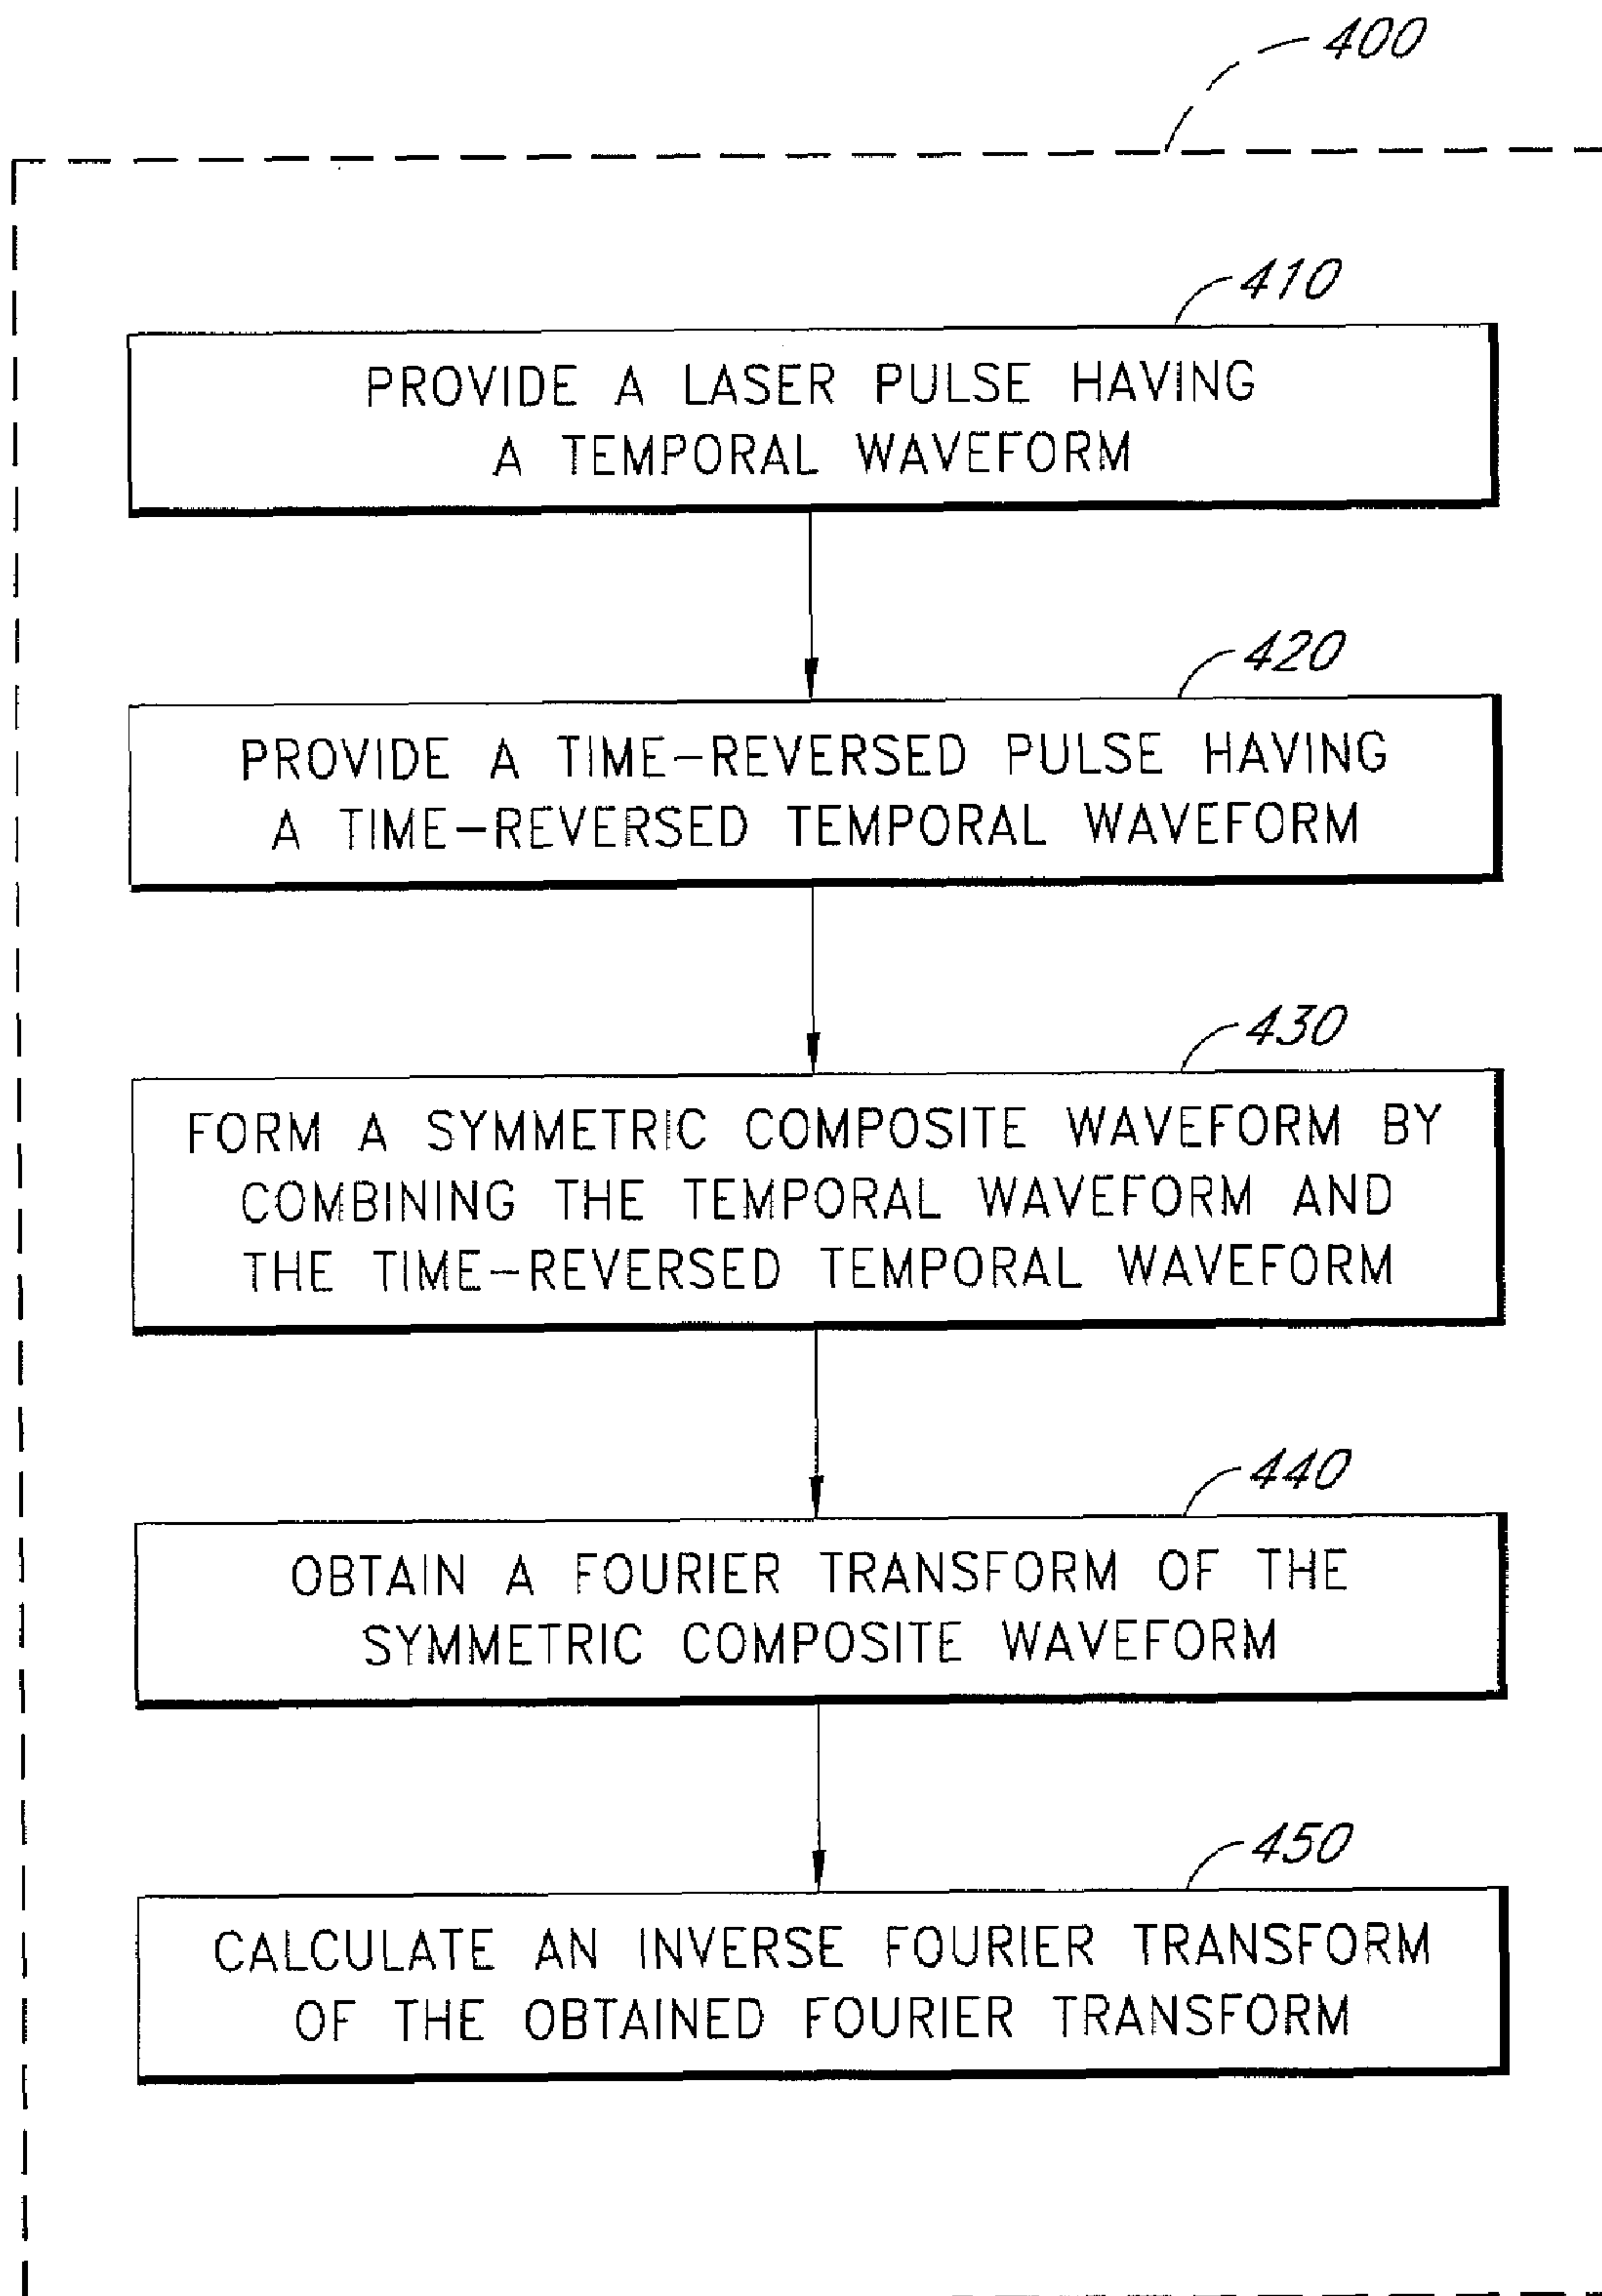 400
410
PROVIDE A LASER PULSE HAVING
A TEMPORAL WAVEFORM
420
PROVIDE A TIME-REVERSED PULSE HAVING
A TIME-REVERSED TEMPORAL WAVEFORM
430
FORM A SYMMETRIC COMPOSITE WAVEFORM BY
COMBINING THE TEMPORAL WAVEFORM AND
THE TIME-REVERSED TEMPORAL WAVEFORM
440
OBTAIN A FOURIER TRANSFORM OF THE
SYMMETRIC COMPOSITE WAVEFORM
450
CALCULATE AN INVERSE FOURIER TRANSFORM
OF THE OBTAINED FOURIER TRANSFORM